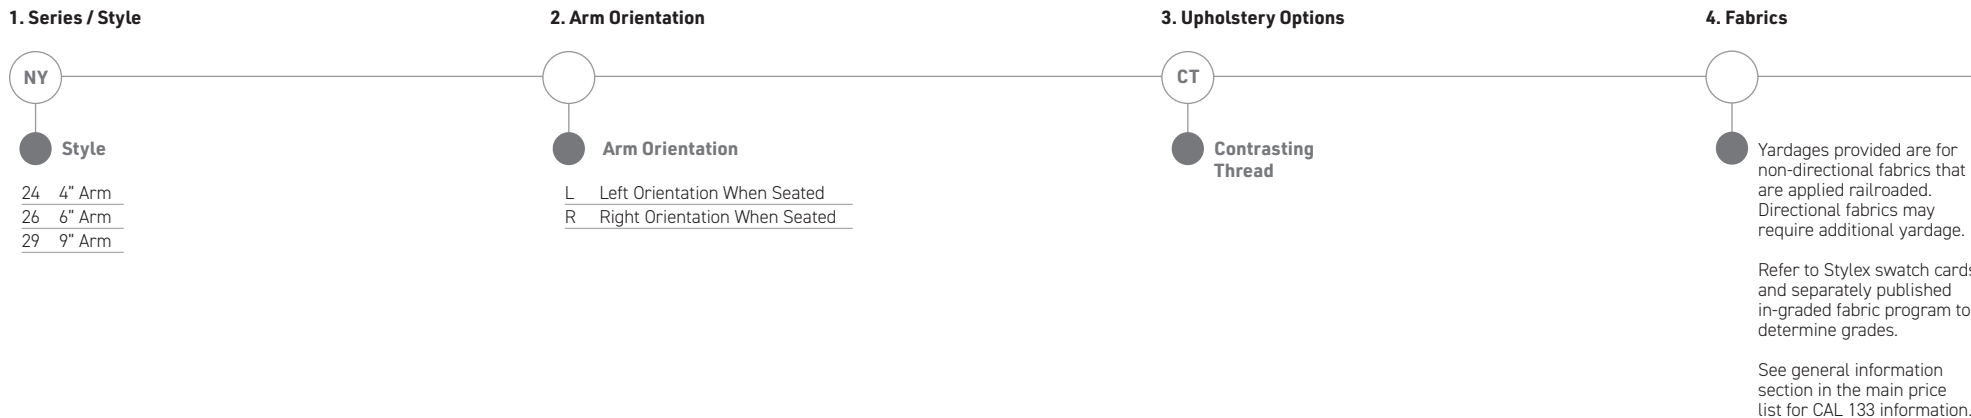 1. Series / Style
NY
Style
24 4" Arm
26 6" Arm
29 9" Arm
2. Arm Orientation
Arm Orientation
L Left Orientation When Seated
R Right Orientation When Seated
3. Upholstery Options
CT
Contrasting
Thread
4. Fabrics
Yardages provided are for
non-directional fabrics that
are applied railroaded.
Directional fabrics may
require additional yardage.
Refer to Stylex swatch cards
and separately published
in-graded fabric program to
determine grades.
See general information
section in the main price
list for CAL 133 information.